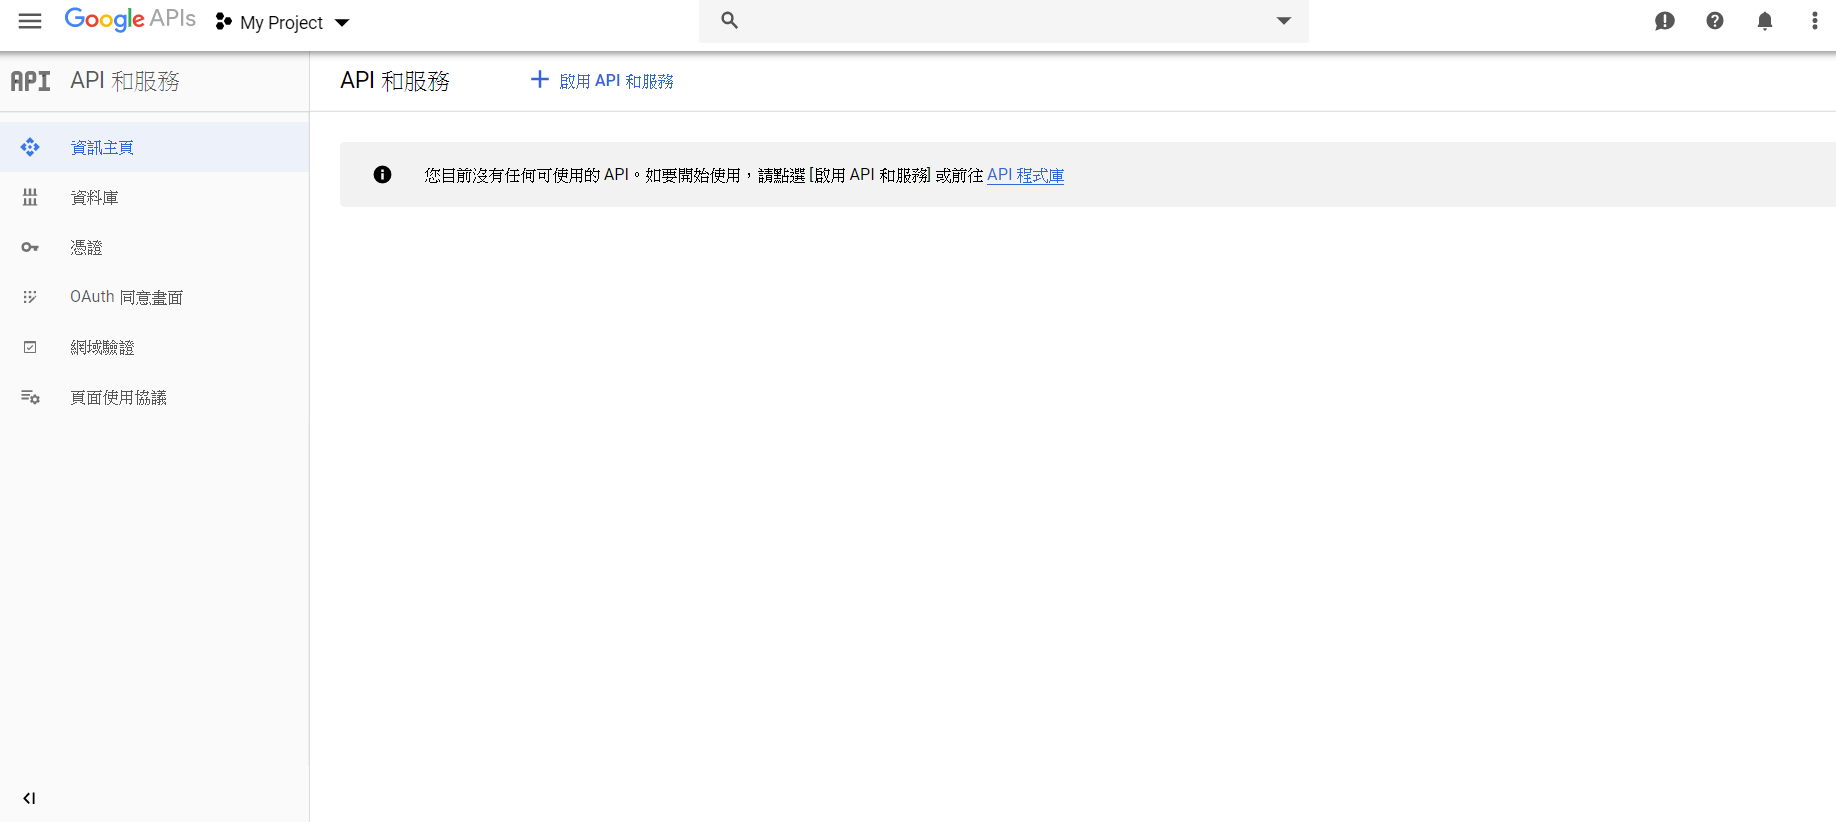 Google APIs My Project
API API 和服務
API 和服務 啟用 API 和服務
資訊主頁
您目前沒有任何可使用的 API。如要開始使用，請點選 [啟用 API 和服務] 或前往 API 程式庫
資料庫
憑證
OAuth 同意畫面
網域驗證
頁面使用協議